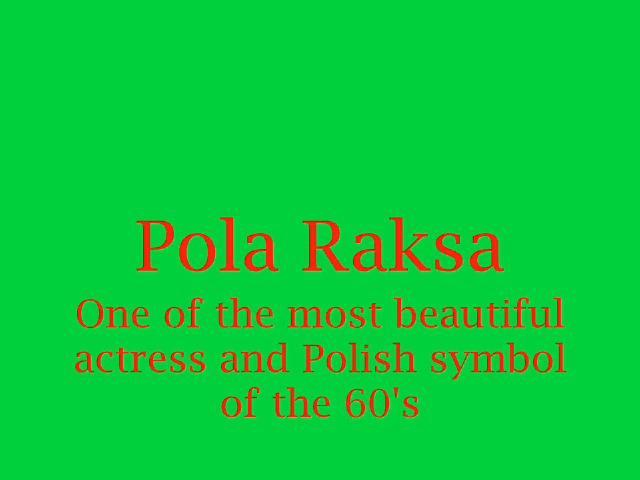 Pola Raksa
One of the most beautiful
actress and Polish symbol
of the 60's